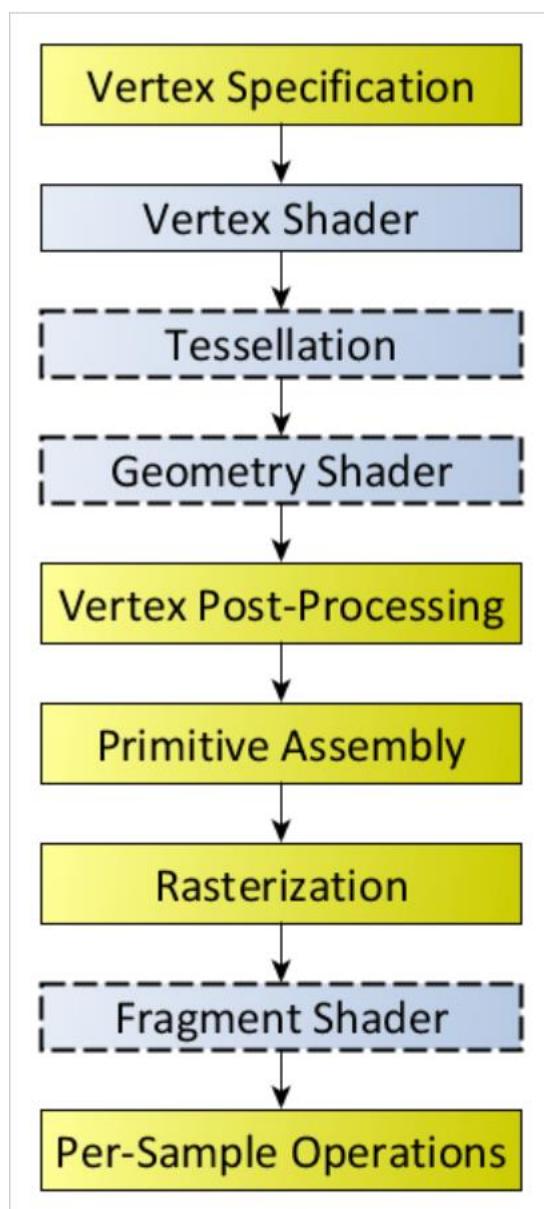 Vertex Specification
Vertex Shader
Tessellation
Geometry Shader
Vertex Post-Processing
Primitive Assembly
Rasterization
Fragment Shader
Per-Sample Operations